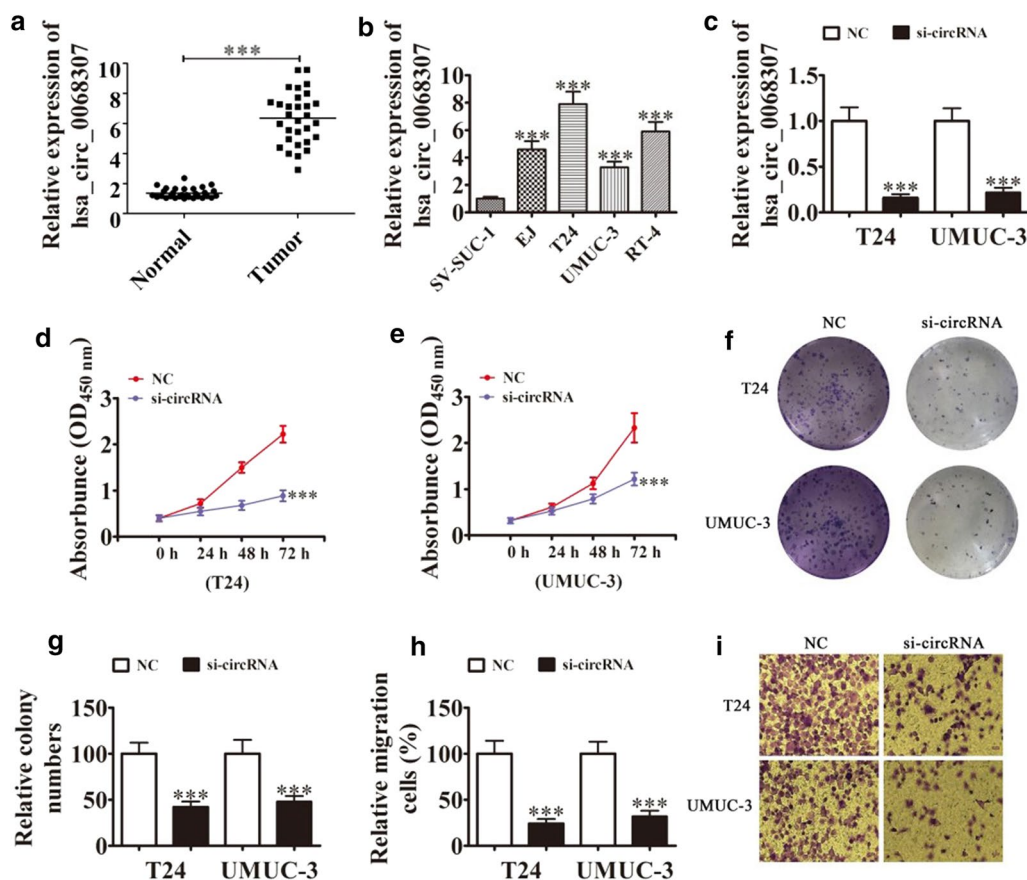 a
Relative expression of
hsa_circ_0068307
***
10
8
6
4
2
0
Normal
Tumor
b
Relative expression of
hsa_circ_0068307
10
8
6
4
2
0
***
***
***
***
SV-SUC-1
EJ
T24
UMUC-3
RT-4
c
NC
si-circRNA
Relative expression of
hsa_circ_0068307
1.5
1.0
0.5
0.0
***
***
T24
UMUC-3
d
NC
si-circRNA
Absorbunce (OD450 nm)
3
2
1
0
***
0 h
24 h
48 h
72 h
(T24)
e
NC
si-circRNA
Absorbunce (OD450 nm)
3
2
1
0
***
0 h
24 h
48 h
72 h
(UMUC-3)
f
NC
si-circRNA
T24
UMUC-3
g
NC
si-circRNA
Relative colony
numbers
150
100
50
0
***
***
T24
UMUC-3
h
NC
si-circRNA
Relative migration
cells (%)
150
100
50
0
***
***
T24
UMUC-3
i
NC
si-circRNA
T24
UMUC-3